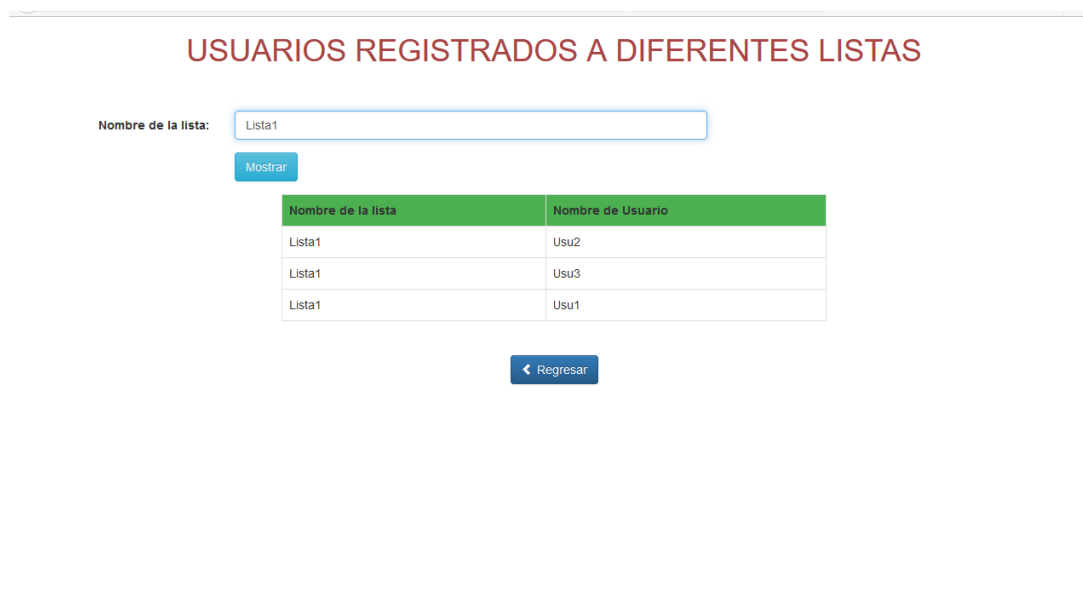 USUARIOS REGISTRADOS A DIFERENTES LISTAS
Nombre de la lista: Lista1
Mostrar
Nombre de la lista Nombre de Usuario
Lista1 Usu2
Lista1 Usu3
Lista1 Usu1
Regresar